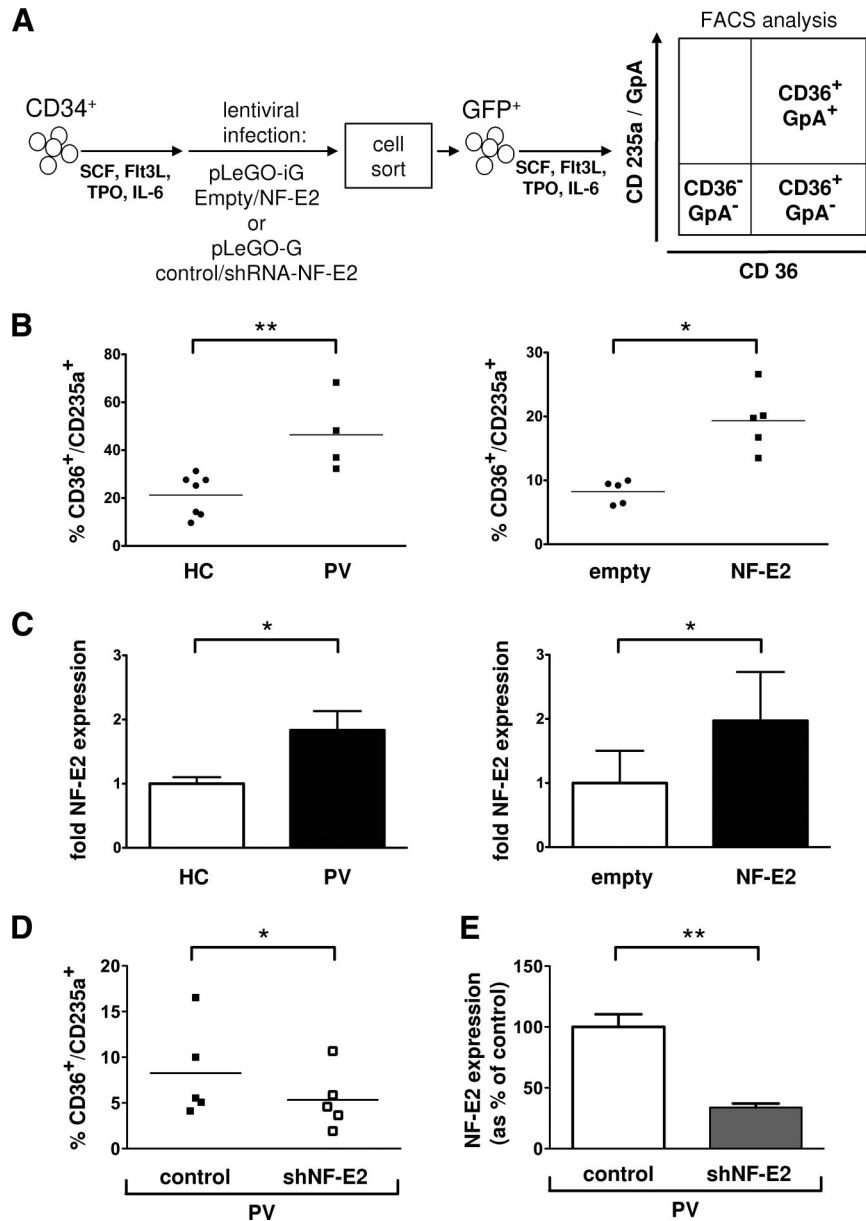 A
FACS analysis
CD34+
lentiviral
infection:
GFP+
SCF, Flt3L,
TPO, IL-6
pLeGO-iG
Empty/NF-E2
or
pLeGO-G
control/shRNA-NF-E2
cell
sort
SCF, Flt3L,
TPO, IL-6
CD 235a / GpA
CD36+
GpA+
CD36-
GpA-
CD36+
GpA-
CD 36
B
**
% CD36+/CD235a+
80
60
40
20
0
HC PV
*
% CD36+/CD235a+
30
20
10
0
empty NF-E2
C
*
fold NF-E2 expression
3
2
1
0
HC PV
*
fold NF-E2 expression
3
2
1
0
empty NF-E2
D
*
% CD36+/CD235a+
20
15
10
5
0
control shNF-E2
PV
E
**
NF-E2 expression
(as % of control)
150
100
50
0
control shNF-E2
PV